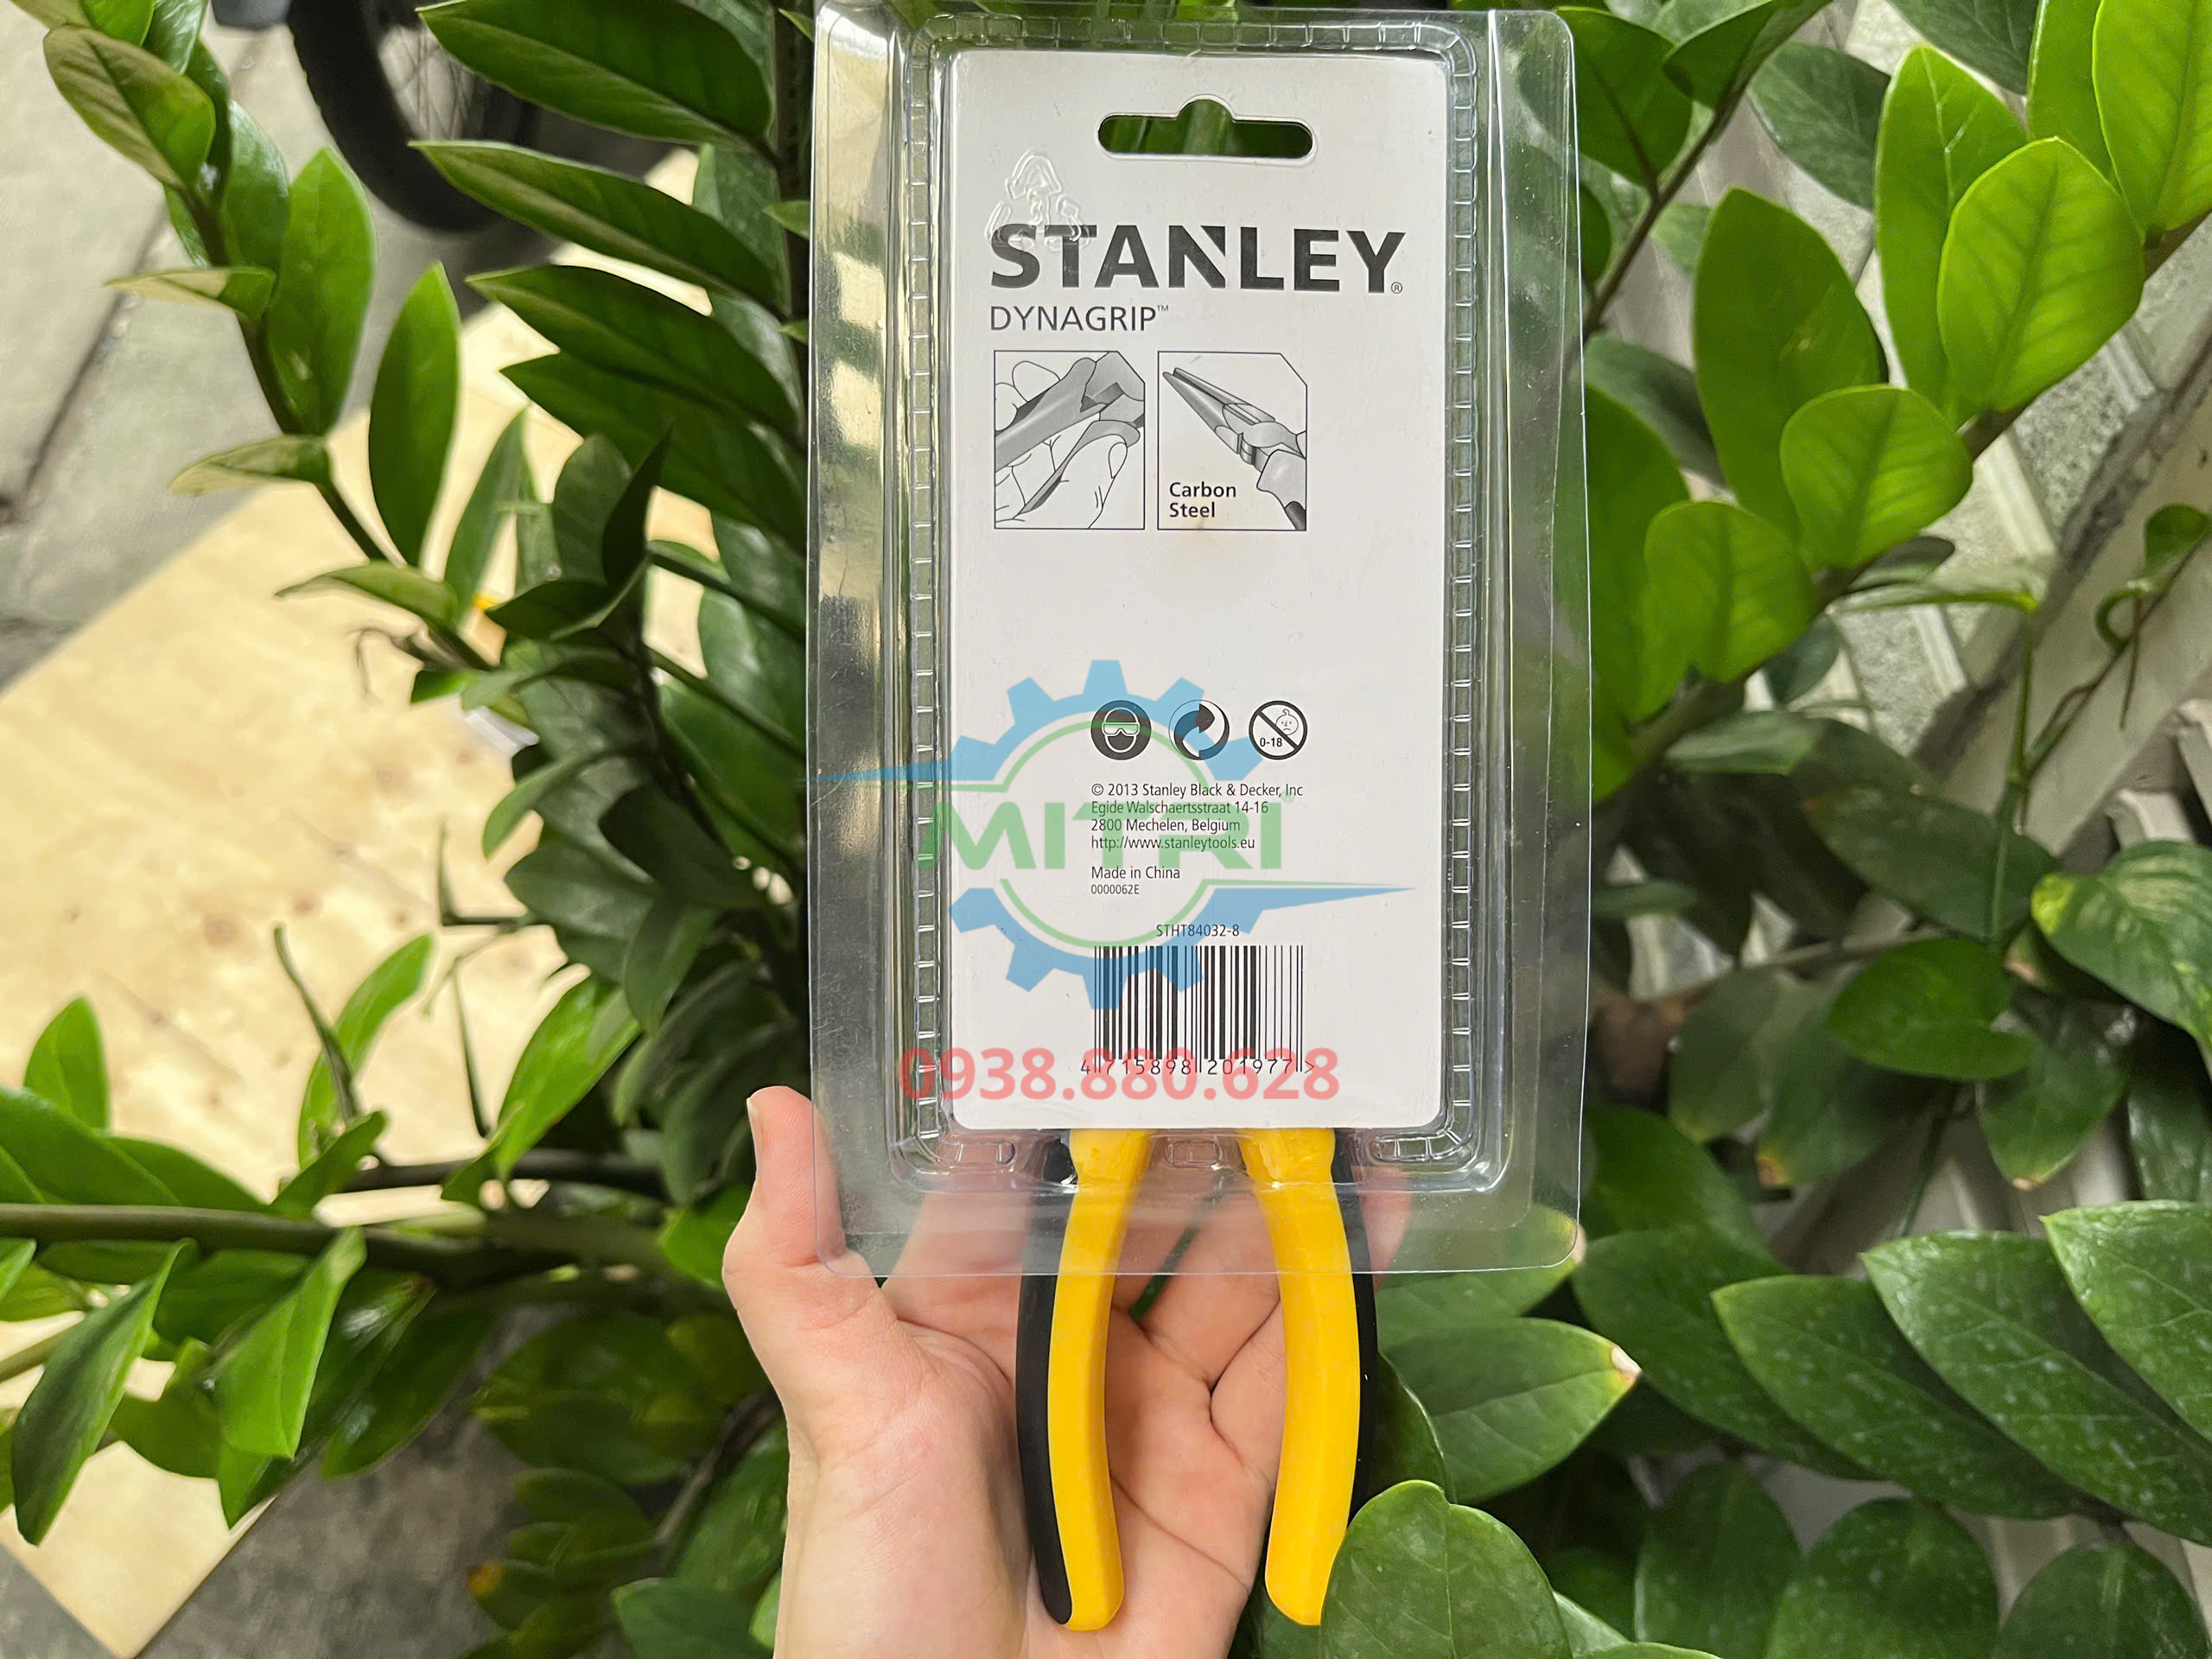 STANLEY®
DYNAGRIP™
Carbon
Steel
0-18
© 2013 Stanley Black & Decker, Inc
Egide Walschaertsstraat 14-16
2800 Mechelen, Belgium
http://www.stanleytools.eu
MITRI®
Made in China
0000062E
STHT84032-8
4 715898 201977 >
0938.880.628